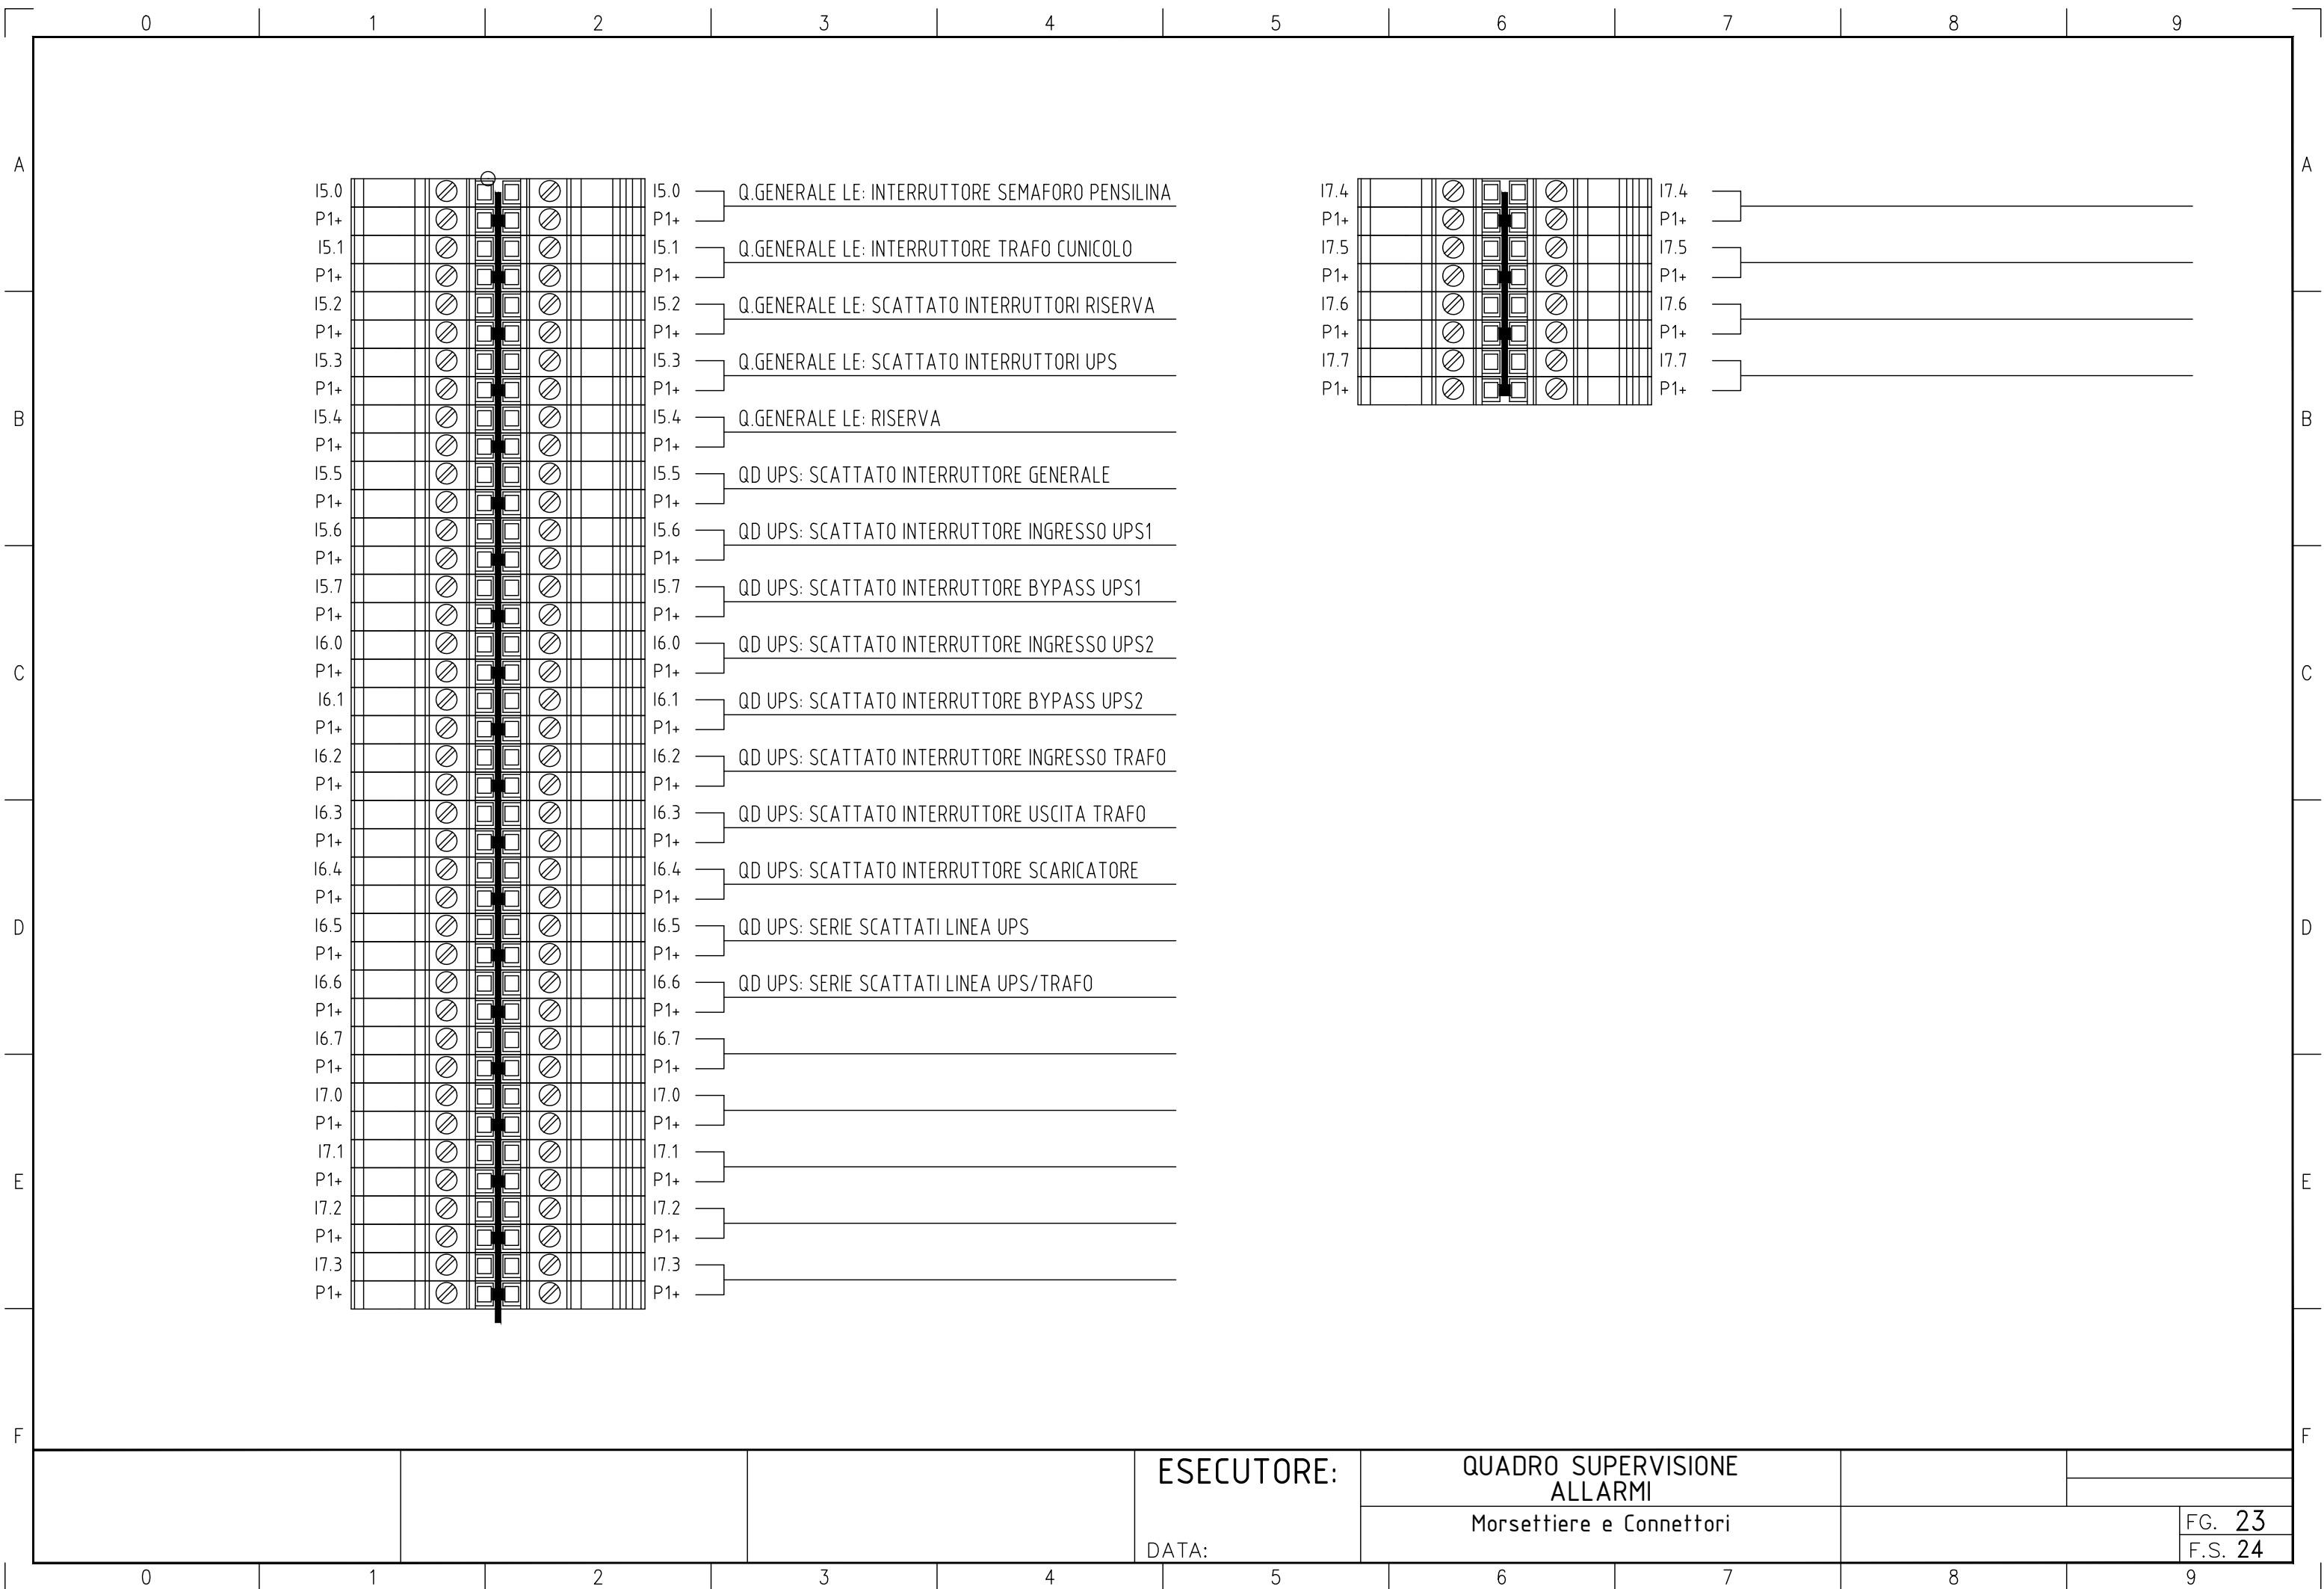 0 1 2 3 4 5 6 7 8 9
A A
I5.0 I5.0 Q.GENERALE LE: INTERRUTTORE SEMAFORO PENSILINA I7.4 I7.4
P1+ P1+ P1+ P1+
I5.1 I5.1 Q.GENERALE LE: INTERRUTTORE TRAFO CUNICOLO I7.5 I7.5
P1+ P1+ P1+ P1+
I5.2 I5.2 Q.GENERALE LE: SCATTATO INTERRUTTORI RISERVA I7.6 I7.6
P1+ P1+ P1+ P1+
I5.3 I5.3 Q.GENERALE LE: SCATTATO INTERRUTTORI UPS I7.7 I7.7
P1+ P1+ P1+ P1+
B I5.4 I5.4 Q.GENERALE LE: RISERVA B
P1+ P1+
I5.5 I5.5 QD UPS: SCATTATO INTERRUTTORE GENERALE
P1+ P1+
I5.6 I5.6 QD UPS: SCATTATO INTERRUTTORE INGRESSO UPS1
P1+ P1+
I5.7 I5.7 QD UPS: SCATTATO INTERRUTTORE BYPASS UPS1
P1+ P1+
I6.0 I6.0 QD UPS: SCATTATO INTERRUTTORE INGRESSO UPS2
C P1+ P1+ C
I6.1 I6.1 QD UPS: SCATTATO INTERRUTTORE BYPASS UPS2
P1+ P1+
I6.2 I6.2 QD UPS: SCATTATO INTERRUTTORE INGRESSO TRAFO
P1+ P1+
I6.3 I6.3 QD UPS: SCATTATO INTERRUTTORE USCITA TRAFO
P1+ P1+
I6.4 I6.4 QD UPS: SCATTATO INTERRUTTORE SCARICATORE
P1+ P1+
D I6.5 I6.5 QD UPS: SERIE SCATTATI LINEA UPS D
P1+ P1+
I6.6 I6.6 QD UPS: SERIE SCATTATI LINEA UPS/TRAFO
P1+ P1+
I6.7 I6.7
P1+ P1+
I7.0 I7.0
P1+ P1+
I7.1 I7.1
E P1+ P1+ E
I7.2 I7.2
P1+ P1+
I7.3 I7.3
P1+ P1+
F F
ESECUTORE: QUADRO SUPERVISIONE
ALLARMI
Morsettiere e Connettori FG. 23
DATA: F.S. 24
0 1 2 3 4 5 6 7 8 9